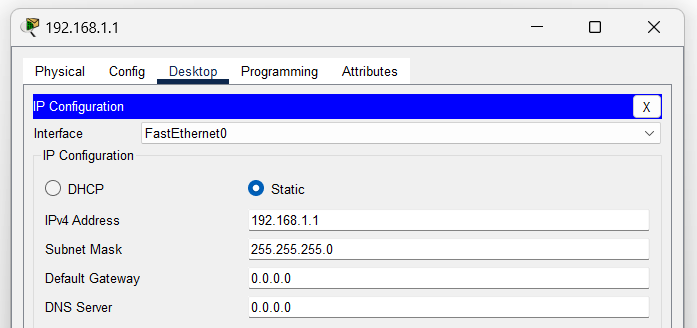 192.168.1.1
Physical Config Desktop Programming Attributes
IP Configuration X
Interface FastEthernet0
IP Configuration
DHCP Static
IPv4 Address 192.168.1.1
Subnet Mask 255.255.255.0
Default Gateway 0.0.0.0
DNS Server 0.0.0.0